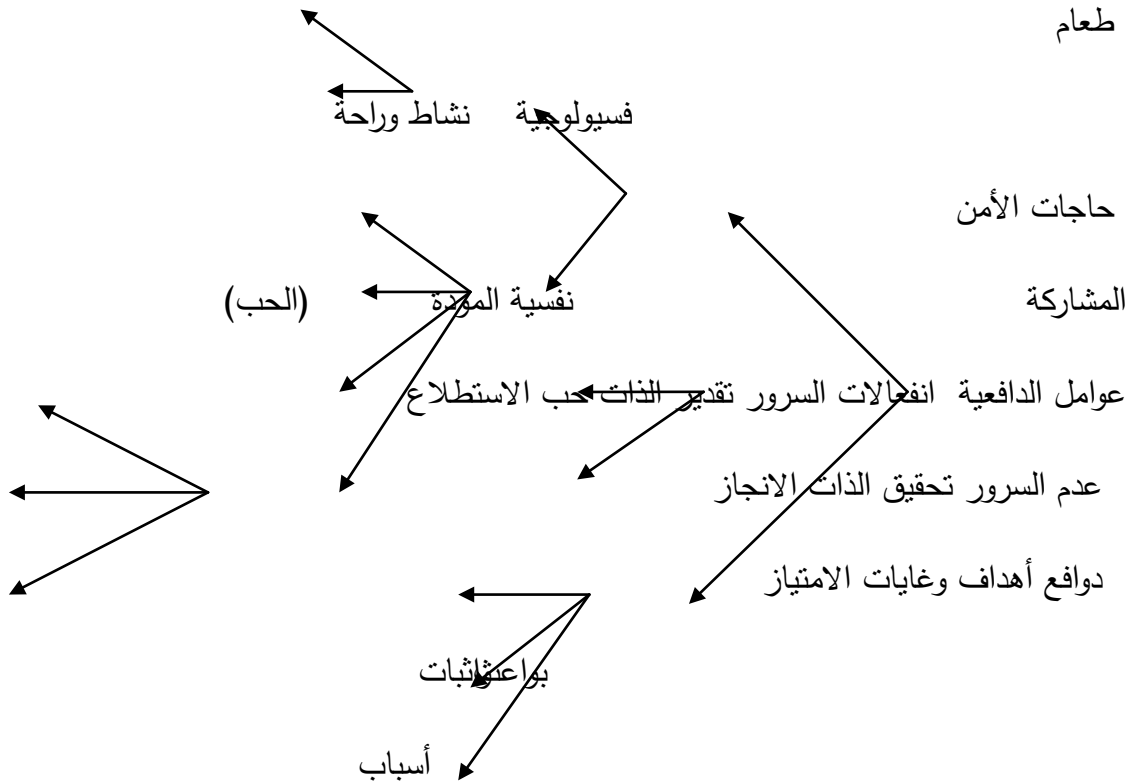 طعام
فسيولوجية نشاط وراحة
حاجات الأمن
المشاركة نفسية المودة (الحب)
عوامل الدافعية انفعالات السرور تقدير الذات حب الاستطلاع
عدم السرور تحقيق الذات الانجاز
دوافع أهداف وغايات الامتياز
بواعث واثبات
أسباب